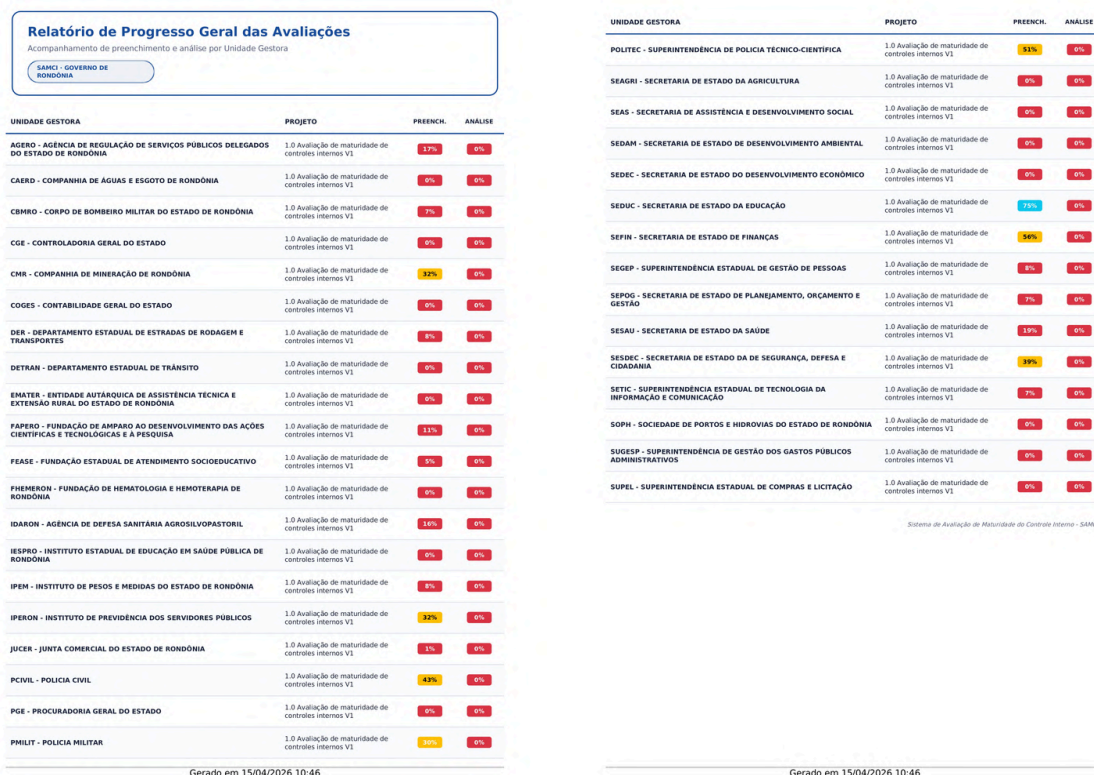 Relatório de Progresso Geral das Avaliações
Acompanhamento de preenchimento e análise por Unidade Gestora
SAMCI - GOVERNO DE
RONDÔNIA
UNIDADE GESTORA PROJETO PREENCH. ANÁLISE
AGERO - AGÊNCIA DE REGULAÇÃO DE SERVIÇOS PÚBLICOS DELEGADOS
DO ESTADO DE RONDÔNIA
1.0 Avaliação de maturidade de
controles internos V1
17% 0%
CAERD - COMPANHIA DE ÁGUAS E ESGOTO DE RONDÔNIA
1.0 Avaliação de maturidade de
controles internos V1
0% 0%
CBMRO - CORPO DE BOMBEIRO MILITAR DO ESTADO DE RONDÔNIA
1.0 Avaliação de maturidade de
controles internos V1
7% 0%
CGE - CONTROLADORIA GERAL DO ESTADO
1.0 Avaliação de maturidade de
controles internos V1
0% 0%
CMR - COMPANHIA DE MINERAÇÃO DE RONDÔNIA
1.0 Avaliação de maturidade de
controles internos V1
32% 0%
COGES - CONTABILIDADE GERAL DO ESTADO
1.0 Avaliação de maturidade de
controles internos V1
0% 0%
DER - DEPARTAMENTO ESTADUAL DE ESTRADAS DE RODAGEM E
TRANSPORTES
1.0 Avaliação de maturidade de
controles internos V1
8% 0%
DETRAN - DEPARTAMENTO ESTADUAL DE TRÂNSITO
1.0 Avaliação de maturidade de
controles internos V1
0% 0%
EMATER - ENTIDADE AUTÁRQUICA DE ASSISTÊNCIA TÉCNICA E
EXTENSÃO RURAL DO ESTADO DE RONDÔNIA
1.0 Avaliação de maturidade de
controles internos V1
0% 0%
FAPERO - FUNDAÇÃO DE AMPARO AO DESENVOLVIMENTO DAS AÇÕES
CIENTÍFICAS E TECNOLÓGICAS E À PESQUISA
1.0 Avaliação de maturidade de
controles internos V1
11% 0%
FEASE - FUNDAÇÃO ESTADUAL DE ATENDIMENTO SOCIOEDUCATIVO
1.0 Avaliação de maturidade de
controles internos V1
5% 0%
FHEMERON - FUNDAÇÃO DE HEMATOLOGIA E HEMOTERAPIA DE
RONDÔNIA
1.0 Avaliação de maturidade de
controles internos V1
0% 0%
IDARON - AGÊNCIA DE DEFESA SANITÁRIA AGROSILVOPASTORIL
1.0 Avaliação de maturidade de
controles internos V1
16% 0%
IESPRO - INSTITUTO ESTADUAL DE EDUCAÇÃO EM SAÚDE PÚBLICA DE
RONDÔNIA
1.0 Avaliação de maturidade de
controles internos V1
0% 0%
IPEM - INSTITUTO DE PESOS E MEDIDAS DO ESTADO DE RONDÔNIA
1.0 Avaliação de maturidade de
controles internos V1
8% 0%
IPERON - INSTITUTO DE PREVIDÊNCIA DOS SERVIDORES PÚBLICOS
1.0 Avaliação de maturidade de
controles internos V1
32% 0%
JUCER - JUNTA COMERCIAL DO ESTADO DE RONDÔNIA
1.0 Avaliação de maturidade de
controles internos V1
1% 0%
PCIVIL - POLICIA CIVIL
1.0 Avaliação de maturidade de
controles internos V1
43% 0%
PGE - PROCURADORIA GERAL DO ESTADO
1.0 Avaliação de maturidade de
controles internos V1
0% 0%
PMILIT - POLICIA MILITAR
1.0 Avaliação de maturidade de
controles internos V1
30% 0%
Gerado em 15/04/2026 10:46
UNIDADE GESTORA PROJETO PREENCH. ANÁLISE
POLITEC - SUPERINTENDÊNCIA DE POLICIA TÉCNICO-CIENTÍFICA
1.0 Avaliação de maturidade de
controles internos V1
51% 0%
SEAGRI - SECRETARIA DE ESTADO DA AGRICULTURA
1.0 Avaliação de maturidade de
controles internos V1
0% 0%
SEAS - SECRETARIA DE ASSISTÊNCIA E DESENVOLVIMENTO SOCIAL
1.0 Avaliação de maturidade de
controles internos V1
0% 0%
SEDAM - SECRETARIA DE ESTADO DE DESENVOLVIMENTO AMBIENTAL
1.0 Avaliação de maturidade de
controles internos V1
0% 0%
SEDEC - SECRETARIA DE ESTADO DO DESENVOLVIMENTO ECONÔMICO
1.0 Avaliação de maturidade de
controles internos V1
0% 0%
SEDUC - SECRETARIA DE ESTADO DA EDUCAÇÃO
1.0 Avaliação de maturidade de
controles internos V1
75% 0%
SEFIN - SECRETARIA DE ESTADO DE FINANÇAS
1.0 Avaliação de maturidade de
controles internos V1
56% 0%
SEGEP - SUPERINTENDÊNCIA ESTADUAL DE GESTÃO DE PESSOAS
1.0 Avaliação de maturidade de
controles internos V1
8% 0%
SEPOG - SECRETARIA DE ESTADO DE PLANEJAMENTO, ORÇAMENTO E
GESTÃO
1.0 Avaliação de maturidade de
controles internos V1
7% 0%
SESAU - SECRETARIA DE ESTADO DA SAÚDE
1.0 Avaliação de maturidade de
controles internos V1
19% 0%
SESDEC - SECRETARIA DE ESTADO DA DE SEGURANÇA, DEFESA E
CIDADANIA
1.0 Avaliação de maturidade de
controles internos V1
39% 0%
SETIC - SUPERINTENDÊNCIA ESTADUAL DE TECNOLOGIA DA
INFORMAÇÃO E COMUNICAÇÃO
1.0 Avaliação de maturidade de
controles internos V1
7% 0%
SOPH - SOCIEDADE DE PORTOS E HIDROVIAS DO ESTADO DE RONDÔNIA
1.0 Avaliação de maturidade de
controles internos V1
0% 0%
SUGESP - SUPERINTENDÊNCIA DE GESTÃO DOS GASTOS PÚBLICOS
ADMINISTRATIVOS
1.0 Avaliação de maturidade de
controles internos V1
0% 0%
SUPEL - SUPERINTENDÊNCIA ESTADUAL DE COMPRAS E LICITAÇÃO
1.0 Avaliação de maturidade de
controles internos V1
0% 0%
Sistema de Avaliação de Maturidade do Controle Interno - SAM
Gerado em 15/04/2026 10:46